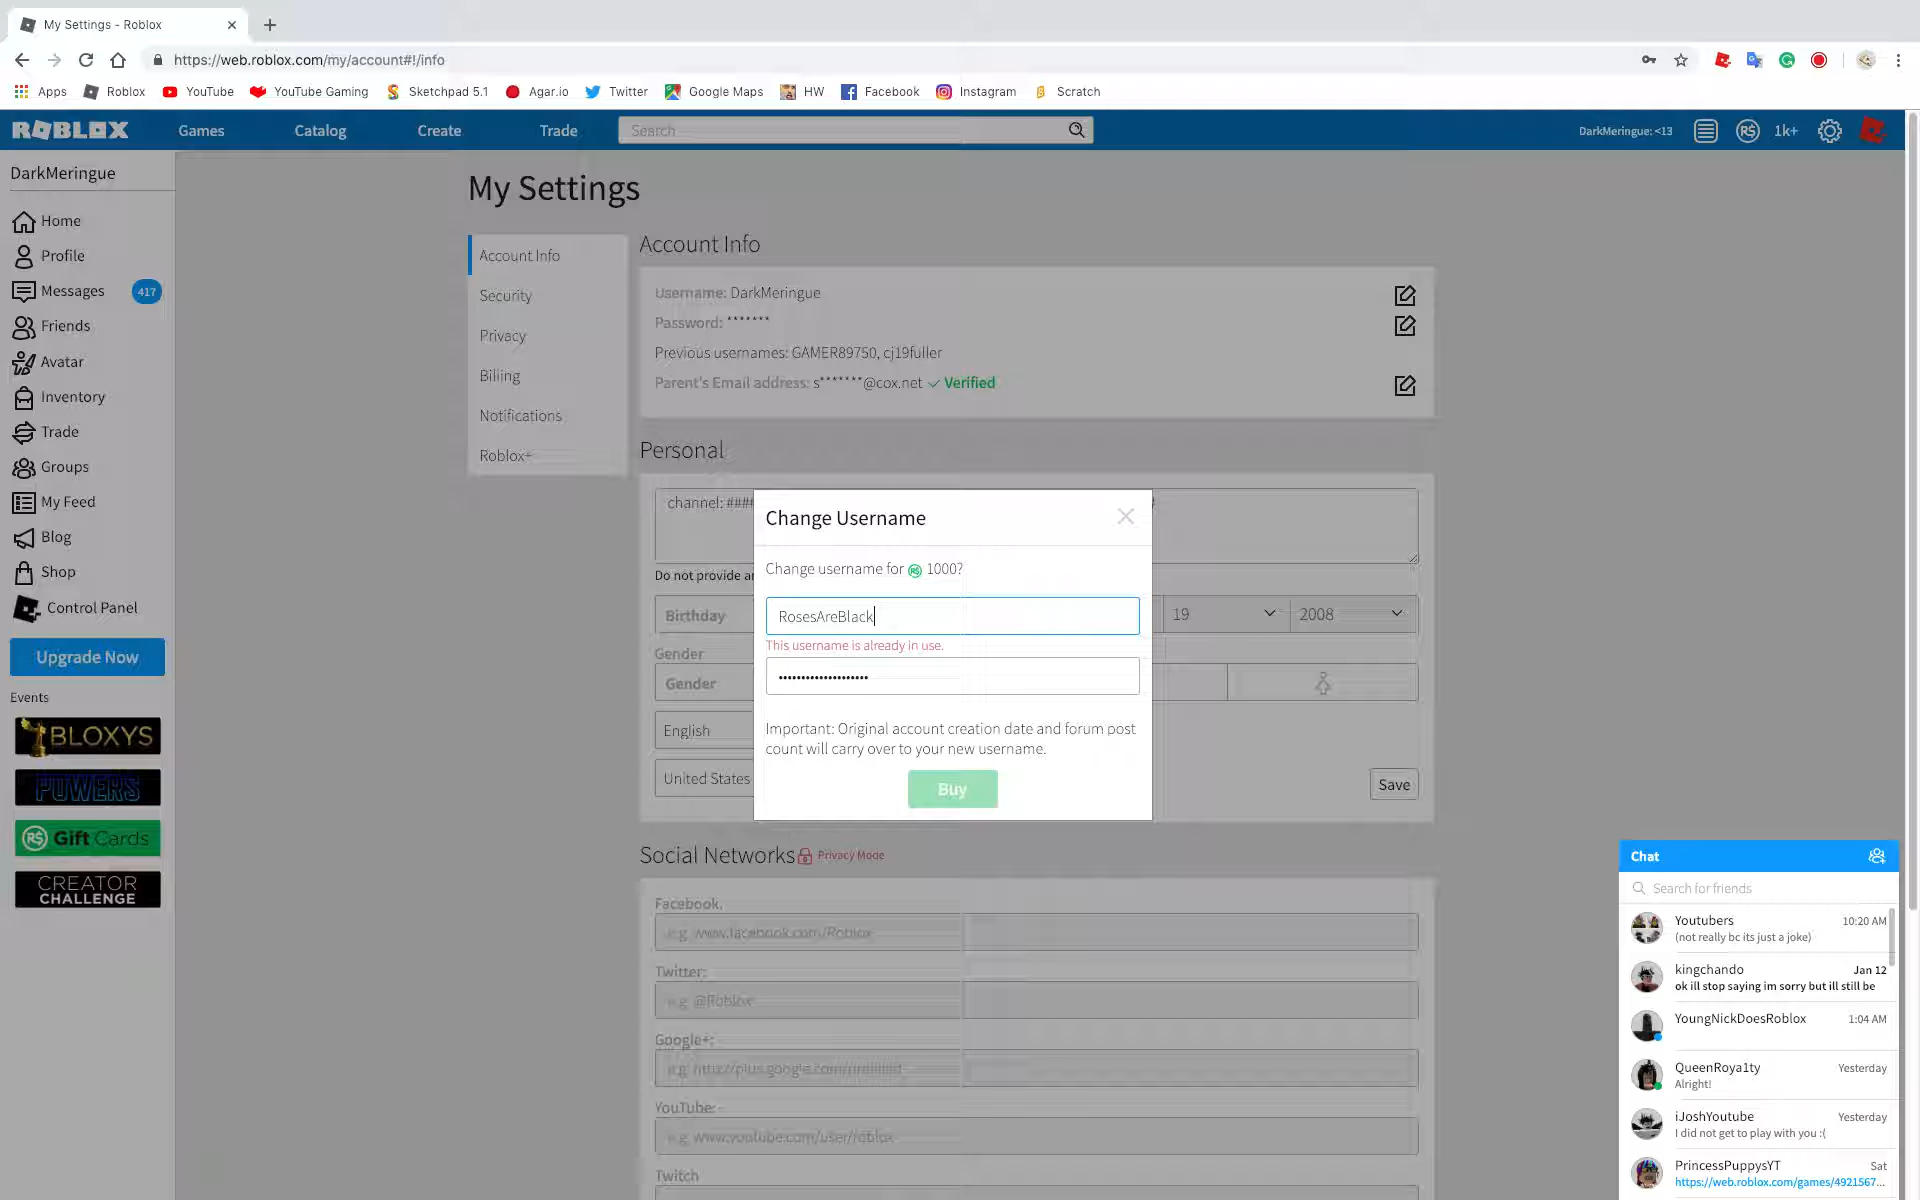 My Settings - Roblox
https://web.roblox.com/my/account#!/info
Apps Roblox YouTube YouTube Gaming Sketchpad 5.1 Agar.io Twitter Google Maps HW Facebook Instagram Scratch
ROBLOX Games Catalog Create Trade Search DarkMeringue: <13 1k+
DarkMeringue
Home
Profile
Messages 417
Friends
Avatar
Inventory
Trade
Groups
My Feed
Blog
Shop
Control Panel
Upgrade Now
Events
BLOXYS
POWERS
Gift Cards
CREATOR
CHALLENGE
My Settings
Account Info
Security
Privacy
Billing
Notifications
Roblox+
Account Info
Username: DarkMeringue
Password: *******
Previous usernames: GAMER89750, cj19fuller
Parent's Email address: s*******@cox.net Verified
Personal
channel: ####
Do not provide an
Birthday 19 2008
Gender
Gender
English
United States
Save
Change Username
Change username for R$ 1000?
RosesAreBlack
This username is already in use.
••••••••••••••••••••
Important: Original account creation date and forum post
count will carry over to your new username.
Buy
Social Networks Privacy Mode
Facebook:
e.g. www.facebook.com/Roblox
Twitter:
e.g. @Roblox
Google+:
e.g. http://plus.google.com/
YouTube:
e.g. www.youtube.com/user/roblox
Twitch
Chat
Search for friends
Youtubers 10:20 AM
(not really bc its just a joke)
kingchando Jan 12
ok ill stop saying im sorry but ill still be
YoungNickDoesRoblox 1:04 AM
QueenRoya1ty Yesterday
Alright!
iJoshYoutube Yesterday
I did not get to play with you :(
PrincessPuppysYT Sat
https://web.roblox.com/games/4921567...